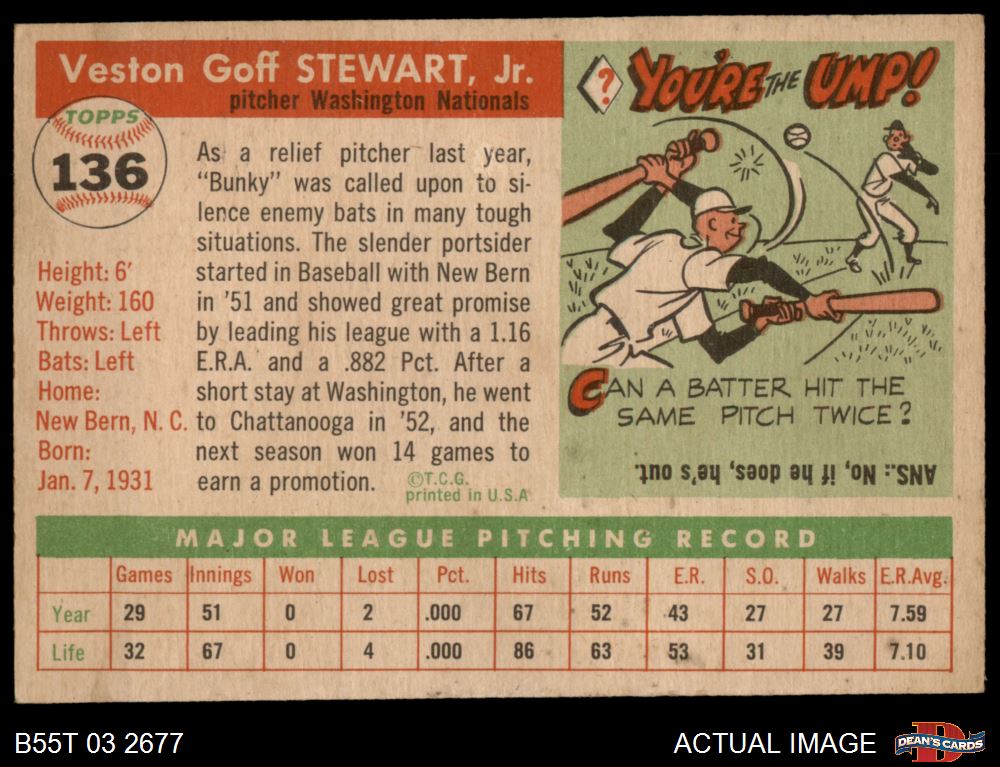 Veston Goff STEWART, Jr.
pitcher Washington Nationals
TOPPS
136
Height: 6'
Weight: 160
Throws: Left
Bats: Left
Home:
New Bern, N. C.
Born:
Jan. 7, 1931
As a relief pitcher last year,
"Bunky" was called upon to si-
lence enemy bats in many tough
situations. The slender portsider
started in Baseball with New Bern
in '51 and showed great promise
by leading his league with a 1.16
E.R.A. and a .882 Pct. After a
short stay at Washington, he went
to Chattanooga in '52, and the
next season won 14 games to
earn a promotion.
©T.C.G.
printed in U.S.A
? YOU'RE THE UMP!
CAN A BATTER HIT THE
SAME PITCH TWICE?
ANS.: No, if he does, he's out.
MAJOR LEAGUE PITCHING RECORD
Games Innings Won Lost Pct. Hits Runs E.R. S.O. Walks E.R.Avg.
Year 29 51 0 2 .000 67 52 43 27 27 7.59
Life 32 67 0 4 .000 86 63 53 31 39 7.10
B55T 03 2677
ACTUAL IMAGE
D
DEAN'S CARDS